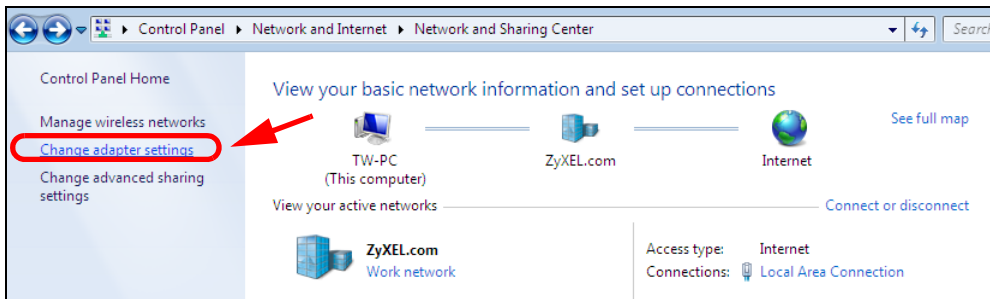 Control Panel Network and Internet Network and Sharing Center
Search
Control Panel Home
Manage wireless networks
Change adapter settings
Change advanced sharing
settings
View your basic network information and set up connections
See full map
TW-PC
(This computer)
ZyXEL.com
Internet
View your active networks
Connect or disconnect
ZyXEL.com
Work network
Access type: Internet
Connections: Local Area Connection